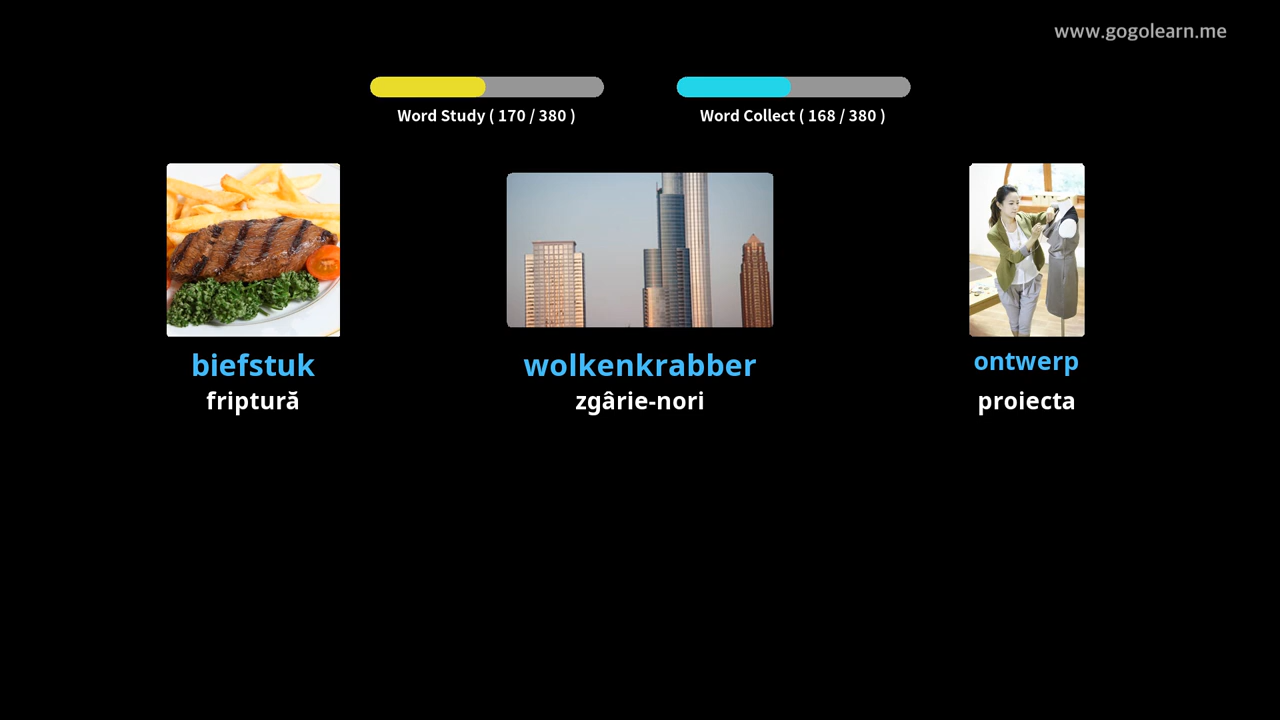 www.gogolearn.me
Word Study ( 170 / 380 )
Word Collect ( 168 / 380 )
biefstuk
friptură
wolkenkrabber
zgârie-nori
ontwerp
proiecta